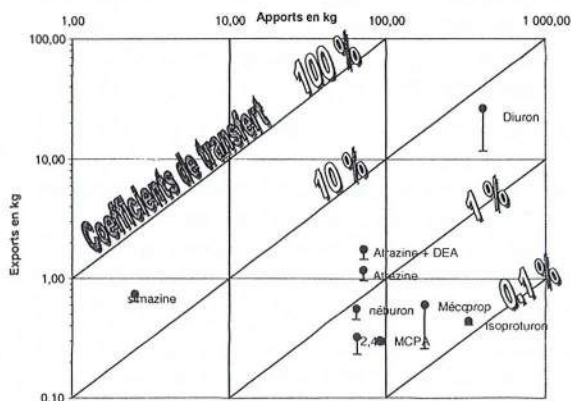 Apports en kg
1,00 10,00 100,00 1 000,00
100,00
10,00
1,00
0,10
Exports en kg
Coefficients de transfert
100 %
10 %
1 %
0,1 %
Diuron
Atrazine + DEA
Atrazine
simazine
néburon
Mécoprop
isoproturon
2,4 MCPA